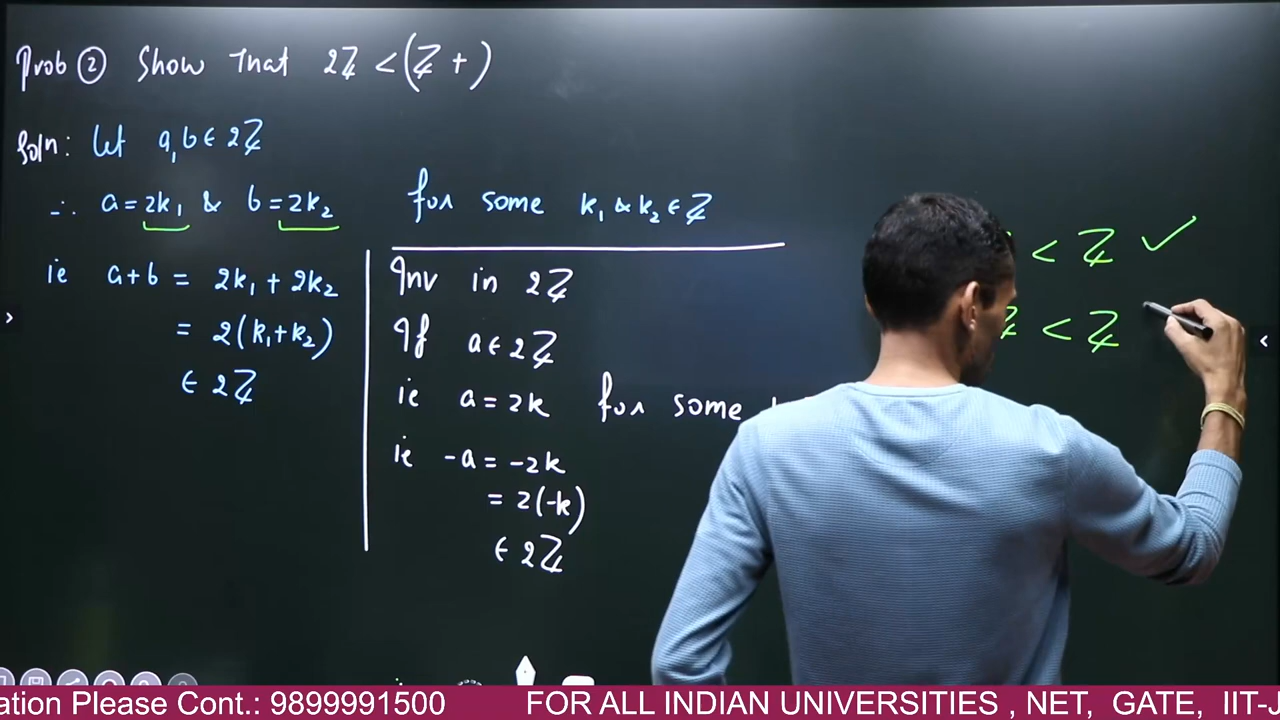 Prob ② Show that 2ℤ < (ℤ +)
Soln: Let a, b ∈ 2ℤ
∴ a = 2k₁ & b = 2k₂ for some k₁ & k₂ ∈ ℤ
ie a+b = 2k₁ + 2k₂
= 2(k₁+k₂)
∈ 2ℤ
Inv in 2ℤ
If a ∈ 2ℤ
ie a = 2k for some
ie -a = -2k
= 2(-k)
∈ 2ℤ
< ℤ ✓
ℤ < ℤ
ation Please Cont.: 9899991500 FOR ALL INDIAN UNIVERSITIES , NET, GATE, IIT-J